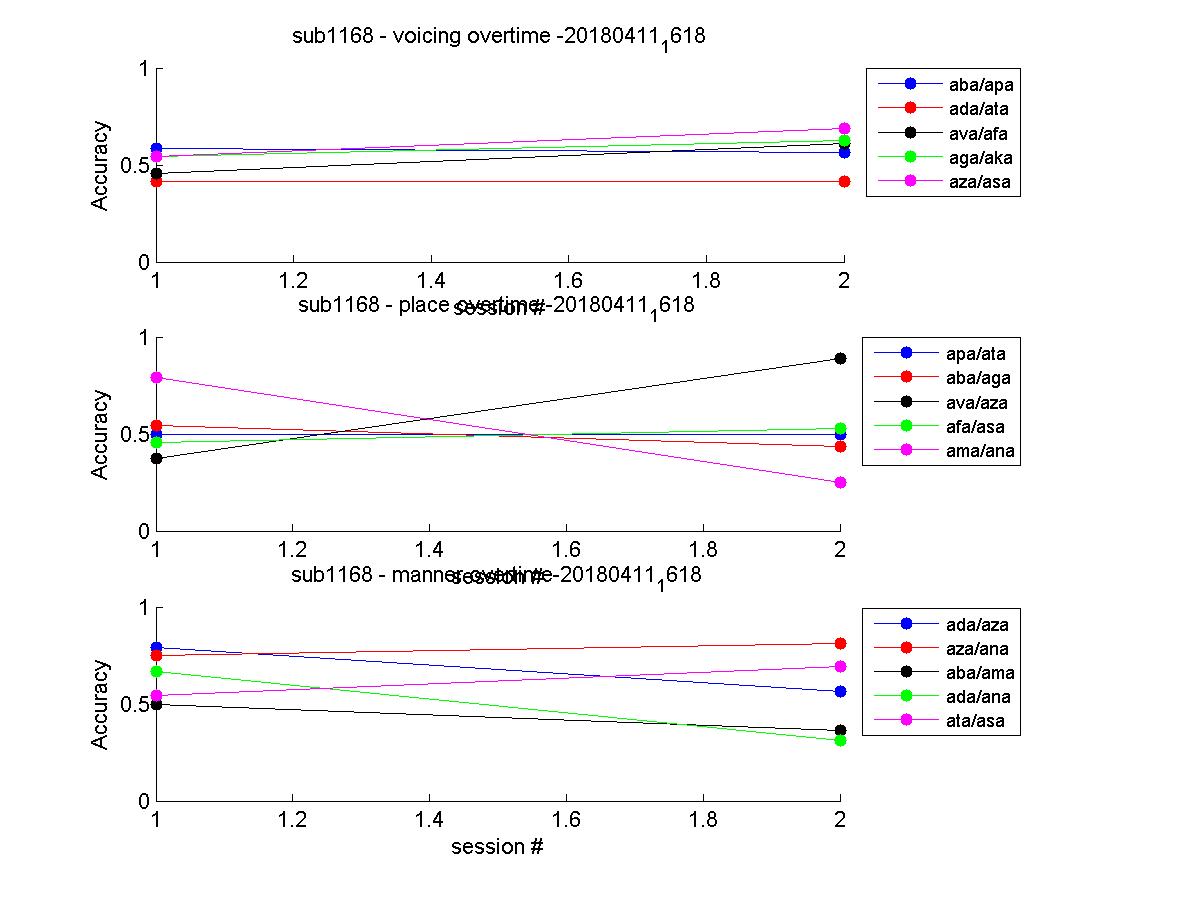 sub1168 - voicing overtime -20180411₁618
1
0.5
0
Accuracy
1 1.2 1.4 1.6 1.8 2
session #
aba/apa
ada/ata
ava/afa
aga/aka
aza/asa
sub1168 - place overtime -20180411₁618
1
0.5
0
Accuracy
1 1.2 1.4 1.6 1.8 2
session #
apa/ata
aba/aga
ava/aza
afa/asa
ama/ana
sub1168 - manner overtime-20180411₁618
1
0.5
0
Accuracy
1 1.2 1.4 1.6 1.8 2
session #
ada/aza
aza/ana
aba/ama
ada/ana
ata/asa